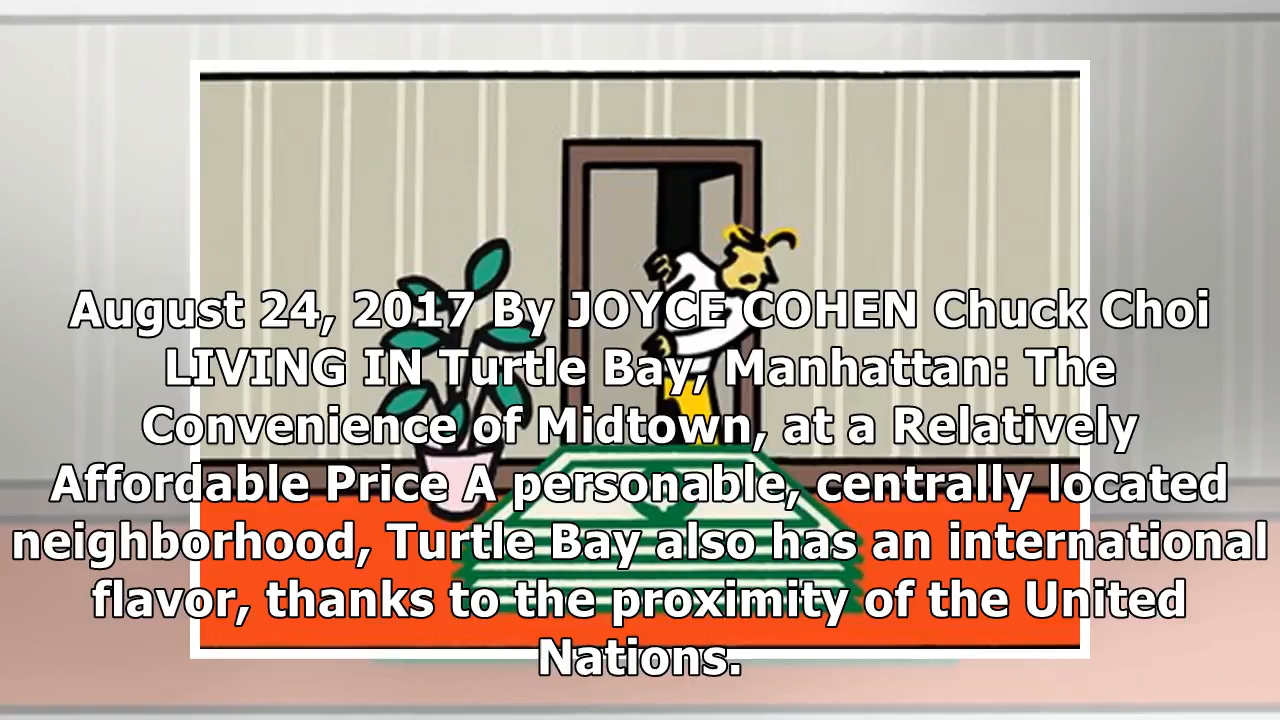 August 24, 2017 By JOYCE COHEN Chuck Choi
LIVING IN Turtle Bay, Manhattan: The
Convenience of Midtown, at a Relatively
Affordable Price A personable, centrally located
neighborhood, Turtle Bay also has an international
flavor, thanks to the proximity of the United
Nations.